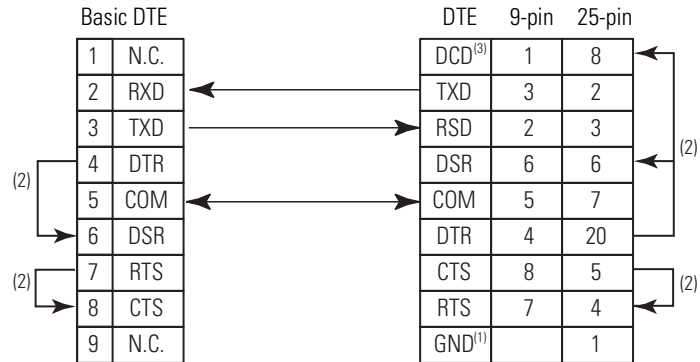 Basic DTE DTE 9-pin 25-pin
1 N.C. DCD(3) 1 8
2 RXD TXD 3 2
3 TXD RSD 2 3
(2) 4 DTR DSR 6 6 (2)
5 COM COM 5 7
6 DSR DTR 4 20
(2) 7 RTS CTS 8 5 (2)
8 CTS RTS 7 4
9 N.C. GND(1) 1